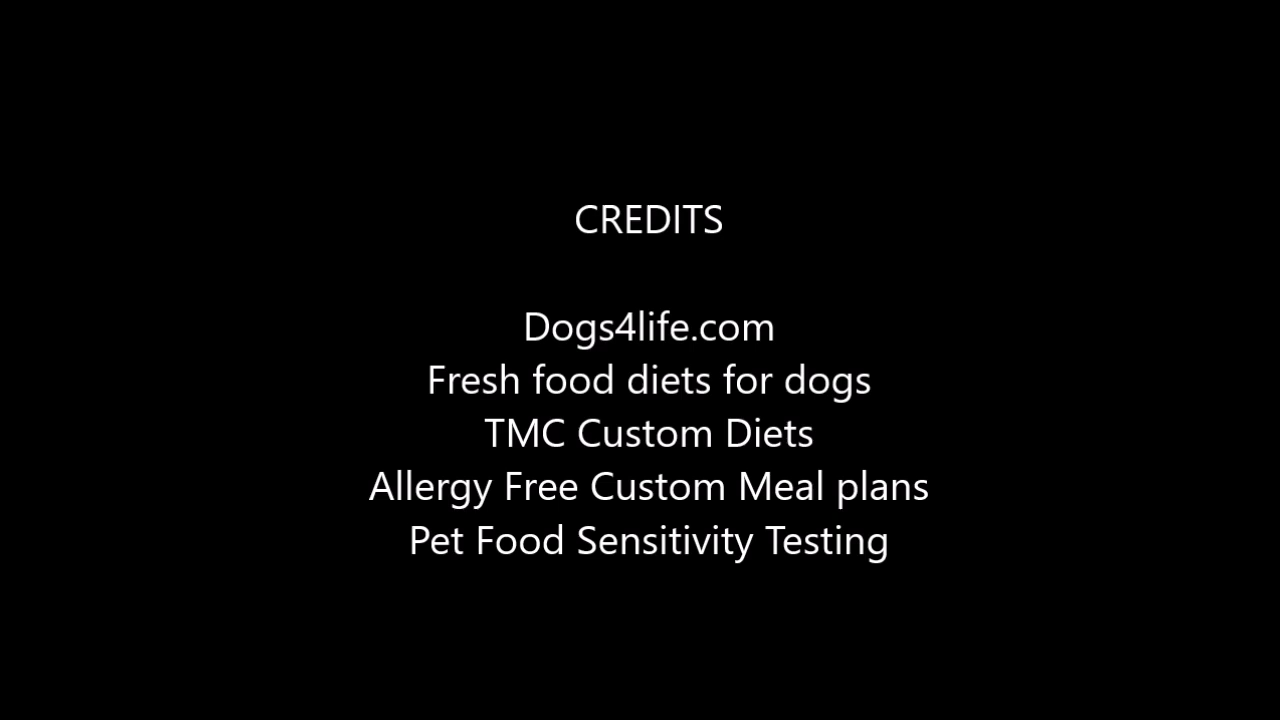 CREDITS
Dogs4life.com
Fresh food diets for dogs
TMC Custom Diets
Allergy Free Custom Meal plans
Pet Food Sensitivity Testing